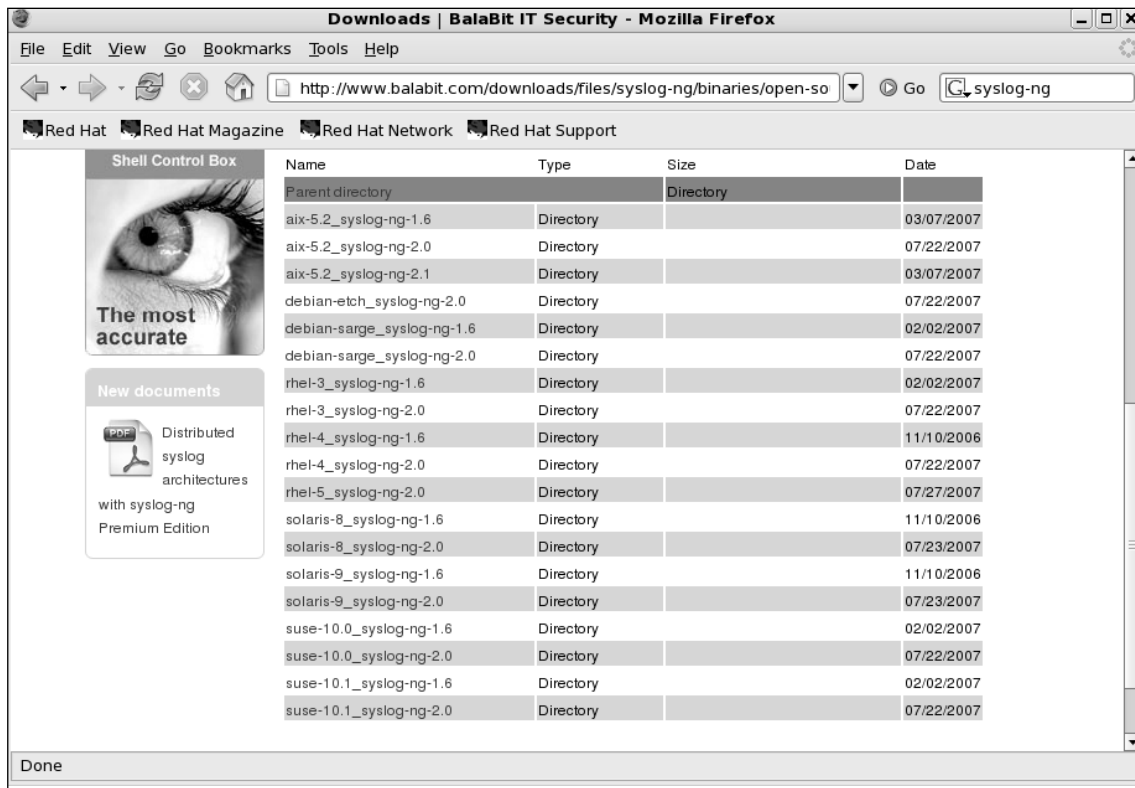 Downloads | BalaBit IT Security - Mozilla Firefox
File Edit View Go Bookmarks Tools Help
http://www.balabit.com/downloads/files/syslog-ng/binaries/open-so Go G syslog-ng
Red Hat Red Hat Magazine Red Hat Network Red Hat Support
Shell Control Box
The most
accurate
New documents
PDF
Distributed
syslog
architectures
with syslog-ng
Premium Edition
Name Type Size Date
Parent directory Directory
aix-5.2_syslog-ng-1.6 Directory 03/07/2007
aix-5.2_syslog-ng-2.0 Directory 07/22/2007
aix-5.2_syslog-ng-2.1 Directory 03/07/2007
debian-etch_syslog-ng-2.0 Directory 07/22/2007
debian-sarge_syslog-ng-1.6 Directory 02/02/2007
debian-sarge_syslog-ng-2.0 Directory 07/22/2007
rhel-3_syslog-ng-1.6 Directory 02/02/2007
rhel-3_syslog-ng-2.0 Directory 07/22/2007
rhel-4_syslog-ng-1.6 Directory 11/10/2006
rhel-4_syslog-ng-2.0 Directory 07/22/2007
rhel-5_syslog-ng-2.0 Directory 07/27/2007
solaris-8_syslog-ng-1.6 Directory 11/10/2006
solaris-8_syslog-ng-2.0 Directory 07/23/2007
solaris-9_syslog-ng-1.6 Directory 11/10/2006
solaris-9_syslog-ng-2.0 Directory 07/23/2007
suse-10.0_syslog-ng-1.6 Directory 02/02/2007
suse-10.0_syslog-ng-2.0 Directory 07/22/2007
suse-10.1_syslog-ng-1.6 Directory 02/02/2007
suse-10.1_syslog-ng-2.0 Directory 07/22/2007
Done